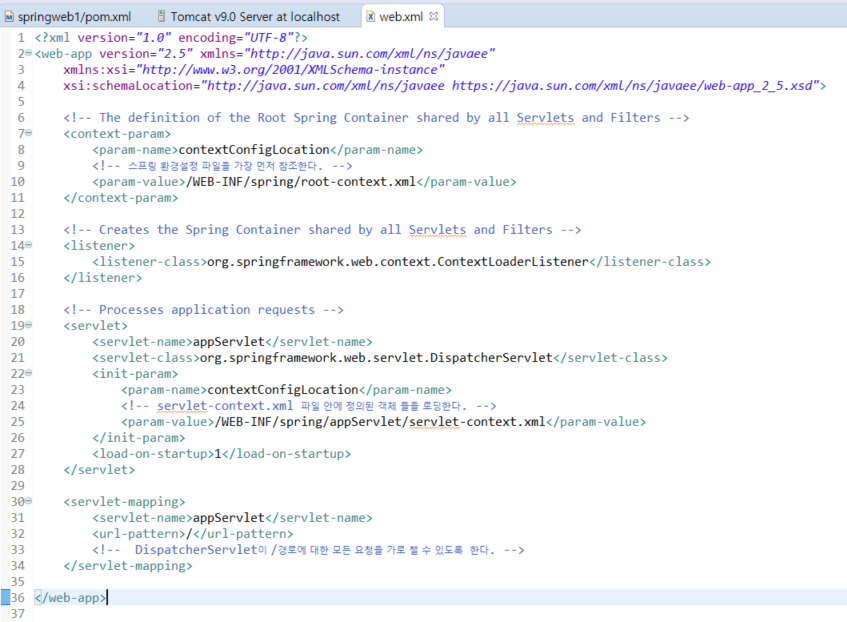 springweb1/pom.xml Tomcat v9.0 Server at localhost web.xml
1 <?xml version="1.0" encoding="UTF-8"?>
2 <web-app version="2.5" xmlns="http://java.sun.com/xml/ns/javaee"
3 xmlns:xsi="http://www.w3.org/2001/XMLSchema-instance"
4 xsi:schemaLocation="http://java.sun.com/xml/ns/javaee https://java.sun.com/xml/ns/javaee/web-app_2_5.xsd">
5
6 <!-- The definition of the Root Spring Container shared by all Servlets and Filters -->
7 <context-param>
8 <param-name>contextConfigLocation</param-name>
9 <!-- 스프링 환경설정 파일을 가장 먼저 참조한다. -->
10 <param-value>/WEB-INF/spring/root-context.xml</param-value>
11 </context-param>
12
13 <!-- Creates the Spring Container shared by all Servlets and Filters -->
14 <listener>
15 <listener-class>org.springframework.web.context.ContextLoaderListener</listener-class>
16 </listener>
17
18 <!-- Processes application requests -->
19 <servlet>
20 <servlet-name>appServlet</servlet-name>
21 <servlet-class>org.springframework.web.servlet.DispatcherServlet</servlet-class>
22 <init-param>
23 <param-name>contextConfigLocation</param-name>
24 <!-- servlet-context.xml 파일 안에 정의된 객체 들를 로딩한다. -->
25 <param-value>/WEB-INF/spring/appServlet/servlet-context.xml</param-value>
26 </init-param>
27 <load-on-startup>1</load-on-startup>
28 </servlet>
29
30 <servlet-mapping>
31 <servlet-name>appServlet</servlet-name>
32 <url-pattern>/</url-pattern>
33 <!-- DispatcherServlet이 /경로에 대한 모든 요청을 가로 챌 수 있도록 한다. -->
34 </servlet-mapping>
35
36 </web-app>
37